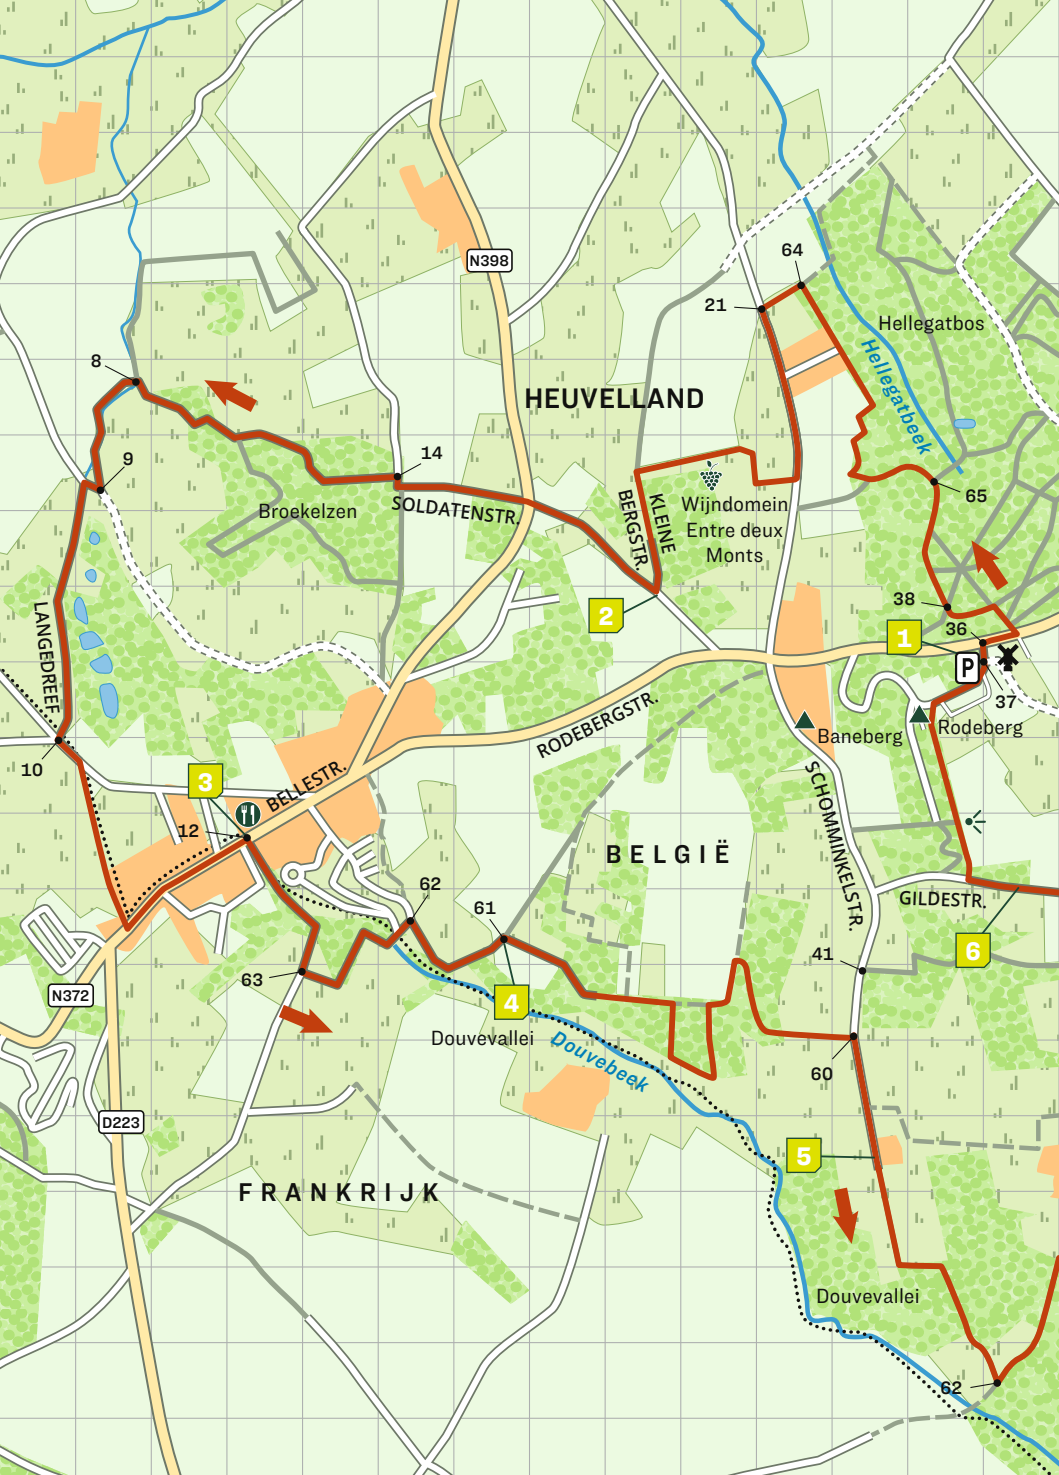 N398
64
21
Hellegatbos
Hellegatbeek
8
HEUVELLAND
14
9
SOLDATENSTR.
Broekelzen
KLEINE
BERGSTR.
Wijndomein
Entre deux
Monts
65
38
36
1
P
37
2
LANGEDREEF
RODEBERGSTR.
Baneberg
Rodeberg
10
3
BELLESTR.
12
SCHOMMINKELSTR.
BELGIË
62
61
GILDESTR.
6
63
41
N372
4
Douvevallei
Douvebeek
60
D223
5
FRANKRIJK
Douvevallei
62